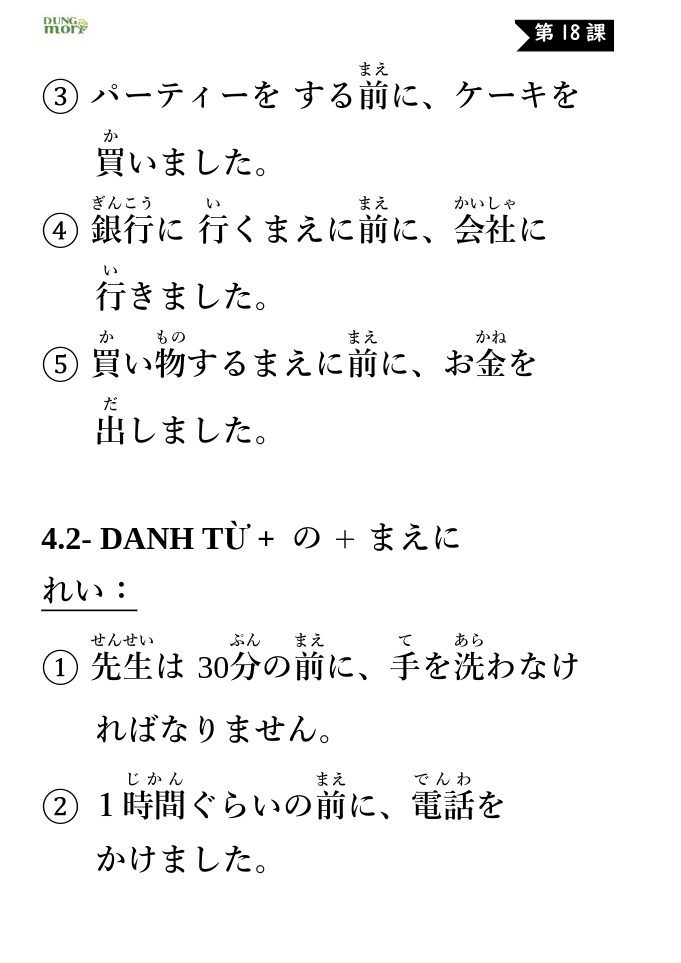 DUNG
mori
第18課
まえ
③ パーティーを する前に、ケーキを
か
買いました。
ぎんこう い まえ かいしゃ
④ 銀行に 行くまえに前に、会社に
い
行きました。
か もの まえ かね
⑤ 買い物するまえに前に、お金を
だ
出しました。
4.2- DANH TỪ + の + まえに
れい：
せんせい ぷん まえ て あら
① 先生は 30分の前に、手を洗わなけ
ればなりません。
じかん まえ でんわ
② 1時間ぐらいの前に、電話を
かけました。